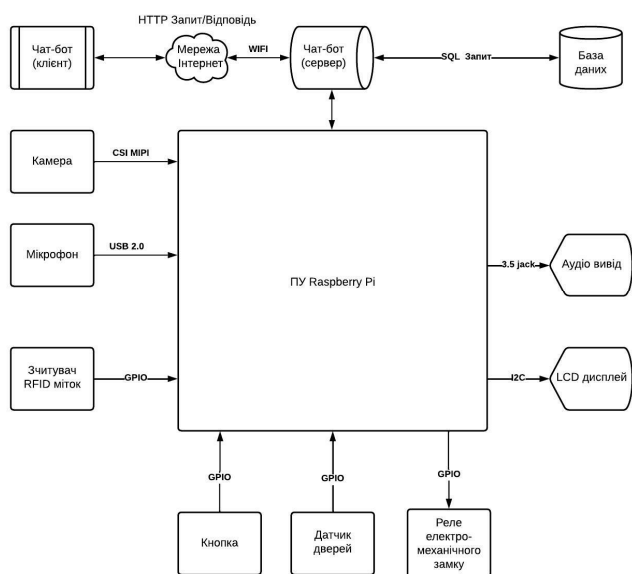 HTTP Запит/Відповідь
Чат-бот
(клієнт)
Мережа
Інтернет
WIFI
Чат-бот
(сервер)
SQL Запит
База
даних
Камера
CSI MIPI
Мікрофон
USB 2.0
ПУ Raspberry Pi
3.5 jack
Аудіо вивід
Зчитувач
RFID міток
GPIO
I2C
LCD дисплей
GPIO
GPIO
GPIO
Кнопка
Датчик
дверей
Реле
електро-
механічного
замку